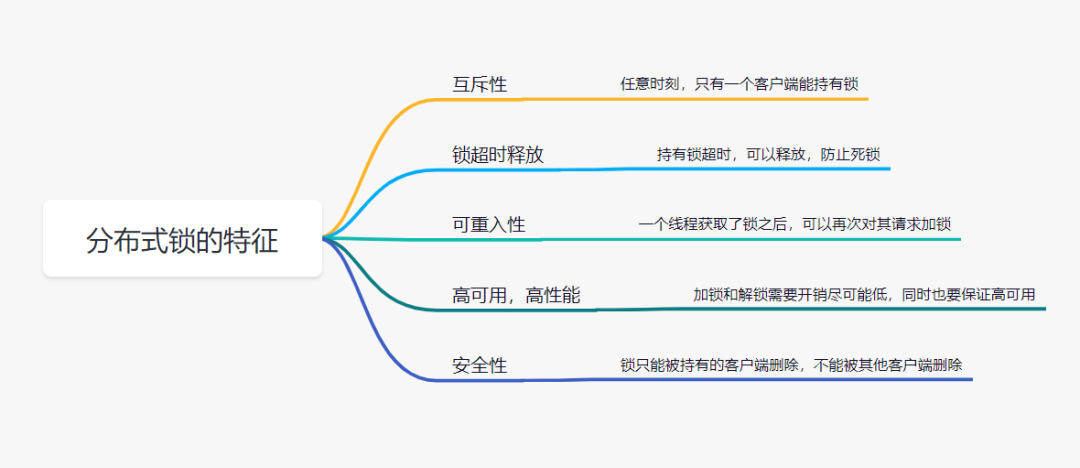 互斥性
任意时刻，只有一个客户端能持有锁
锁超时释放
持有锁超时，可以释放，防止死锁
分布式锁的特征
可重入性
一个线程获取了锁之后，可以再次对其请求加锁
高可用，高性能
加锁和解锁需要开销尽可能低，同时也要保证高可用
安全性
锁只能被持有的客户端删除，不能被其他客户端删除